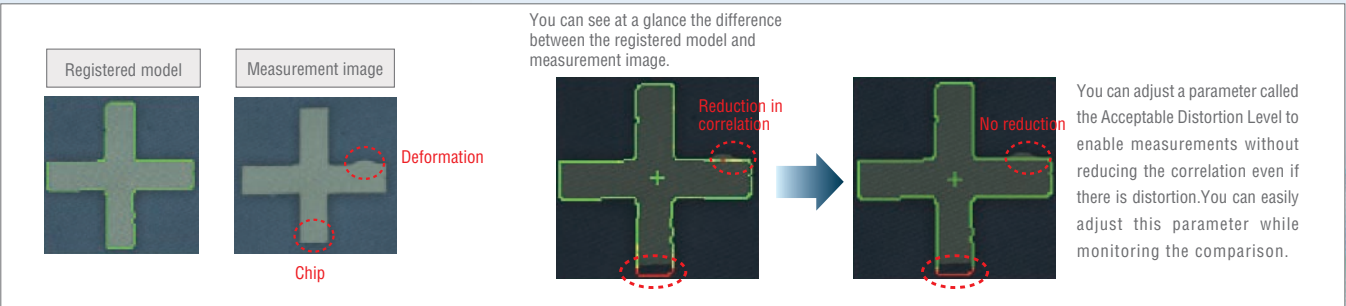 Registered model
Measurement image
Deformation
Chip
You can see at a glance the difference
between the registered model and
measurement image.
Reduction in
correlation
No reduction
You can adjust a parameter called
the Acceptable Distortion Level to
enable measurements without
reducing the correlation even if
there is distortion.You can easily
adjust this parameter while
monitoring the comparison.